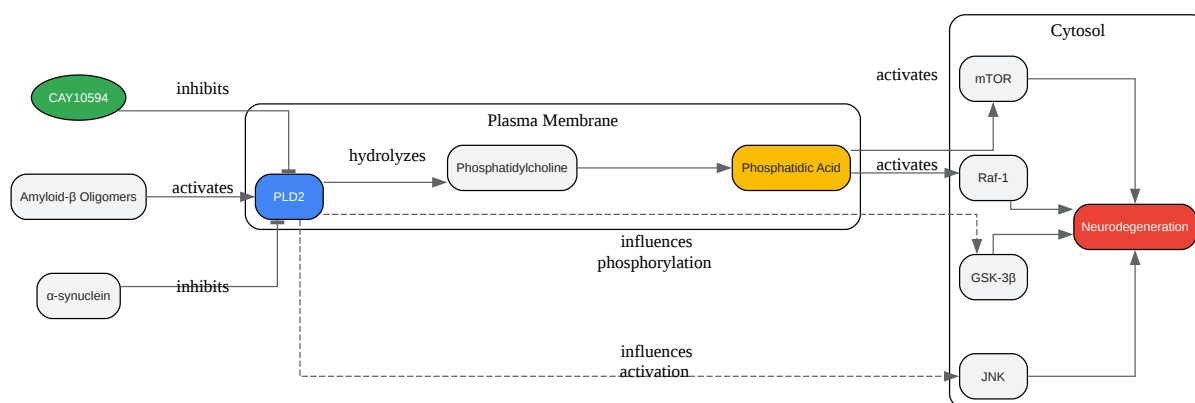 Cytosol
mTOR
activates
CAY10594
inhibits
Plasma Membrane
hydrolyzes
Phosphatidylcholine
Phosphatidic Acid
activates
Raf-1
Amyloid-β Oligomers
activates
PLD2
Neurodegeneration
influences
phosphorylation
GSK-3β
α-synuclein
inhibits
influences
activation
JNK